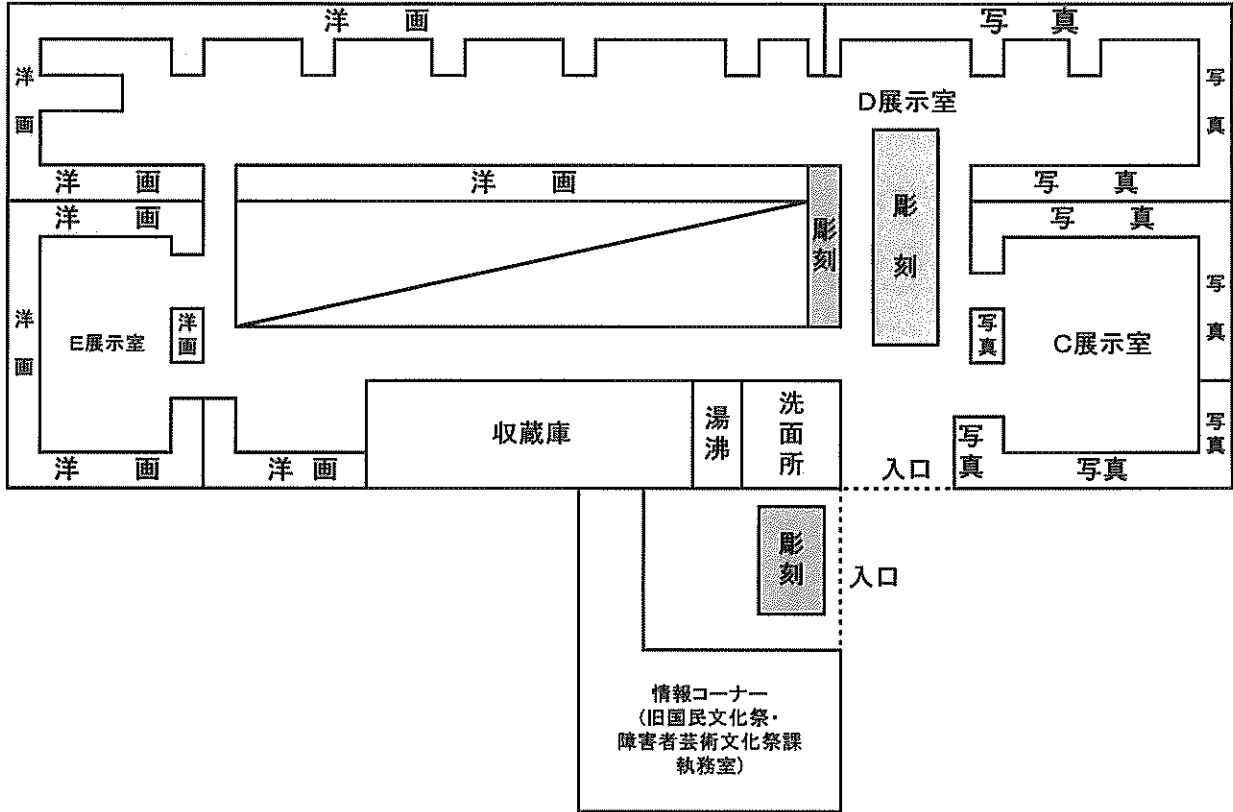 洋 画
写 真
洋 画
写 真
D展示室
洋 画
洋 画
写 真
彫刻
彫刻
洋 画
写 真
洋 画
E展示室
洋画
写真
C展示室
写 真
収蔵庫
湯沸
洗面所
写真
写真
洋 画
洋 画
入口
写真
彫刻
入口
情報コーナー
(旧国民文化祭・
障害者芸術文化祭課
執務室)